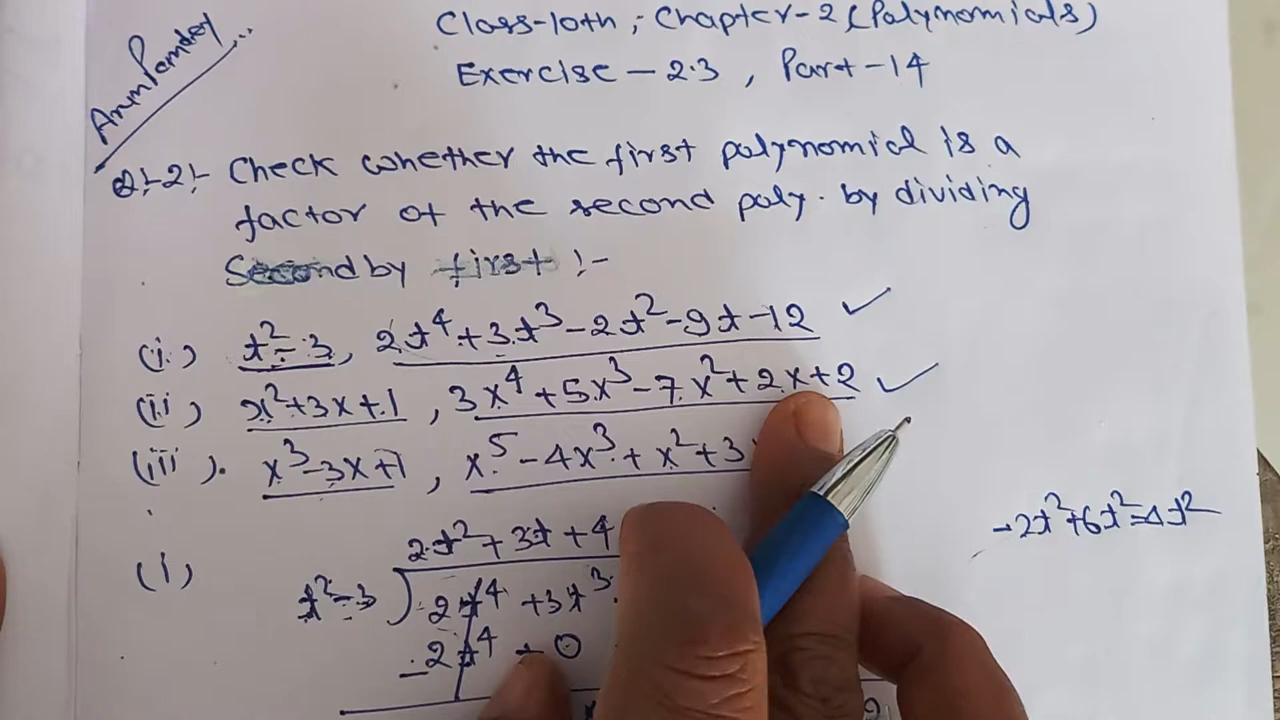 Class-10th, Chapter-2 (Polynomials)
Exercise - 2.3, Part-14
Q!-2!- Check whether the first polynomial is a
factor of the second poly. by dividing
Second by first :-
(i.) t²-3, 2t⁴+3t³-2t²-9t-12 ✓
(ii) x²+3x+1, 3x⁴+5x³-7x²+2x+2 ✓
(iii). x³-3x+1, x⁵-4x³+x²+3
-2t²+6t²=4t²
2t²+3t+4
(i) t²-3 ) 2t⁴ +3t³
-2t⁴ + 0